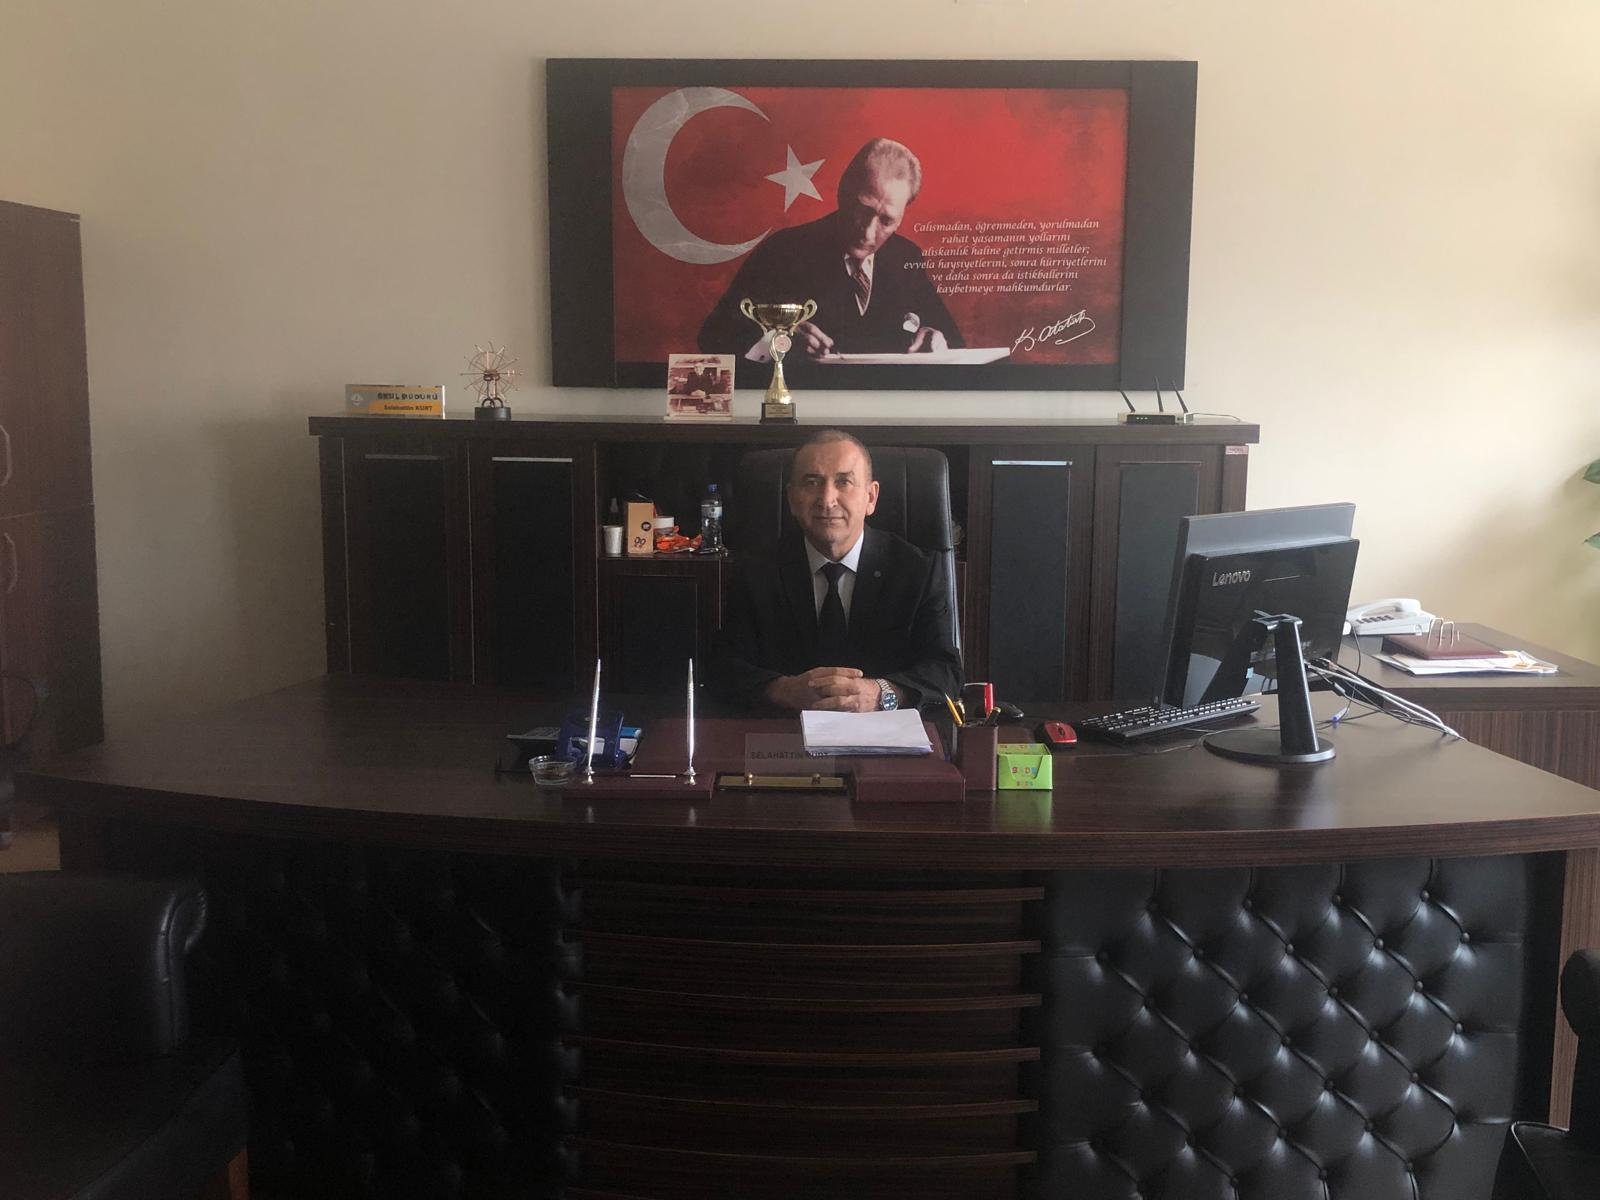 Çalışmadan, öğrenmeden, yorulmadan
rahat yaşamanın yollarını
alışkanlık haline getirmiş milletler;
evvela haysiyetlerini, sonra hürriyetlerini
ve daha sonra da istikballerini
kaybetmeye mahkumdurlar.
K. Atatürk
OKUL MÜDÜRÜ
Selahattin KURT
Lenovo
SELAHATTİN KURT